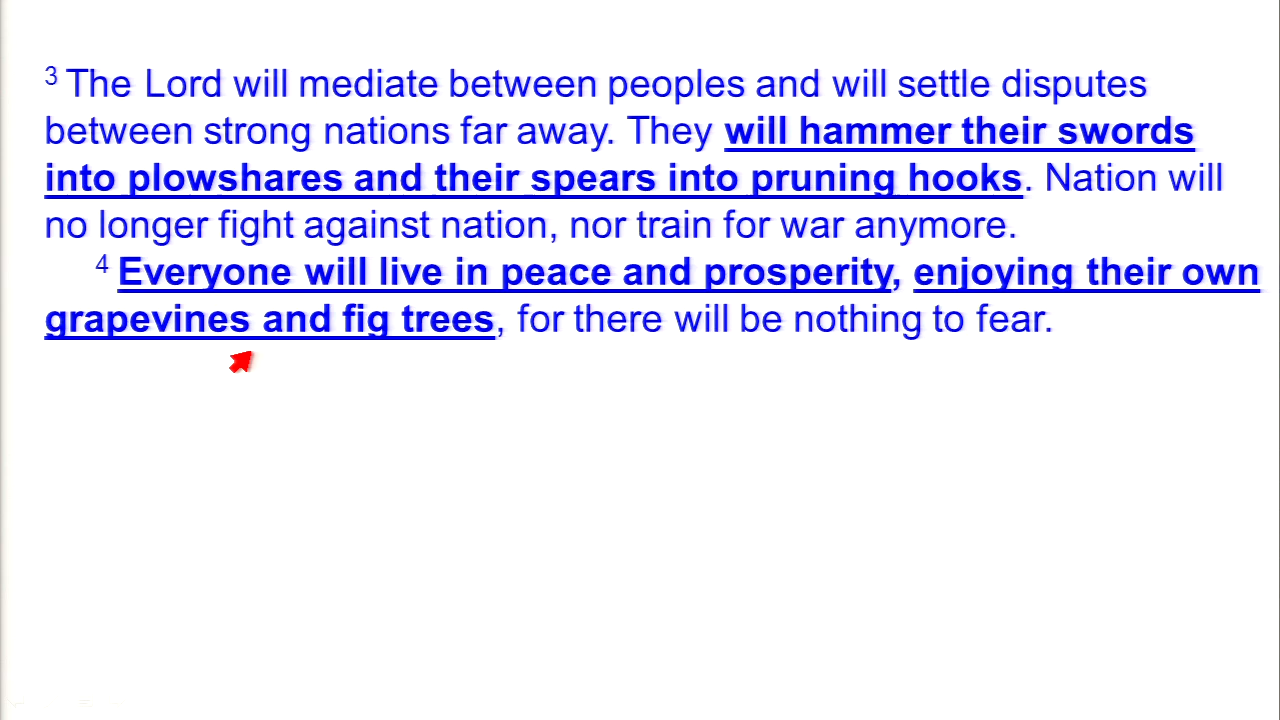 3 The Lord will mediate between peoples and will settle disputes
between strong nations far away. They will hammer their swords
into plowshares and their spears into pruning hooks. Nation will
no longer fight against nation, nor train for war anymore.
4 Everyone will live in peace and prosperity, enjoying their own
grapevines and fig trees, for there will be nothing to fear.